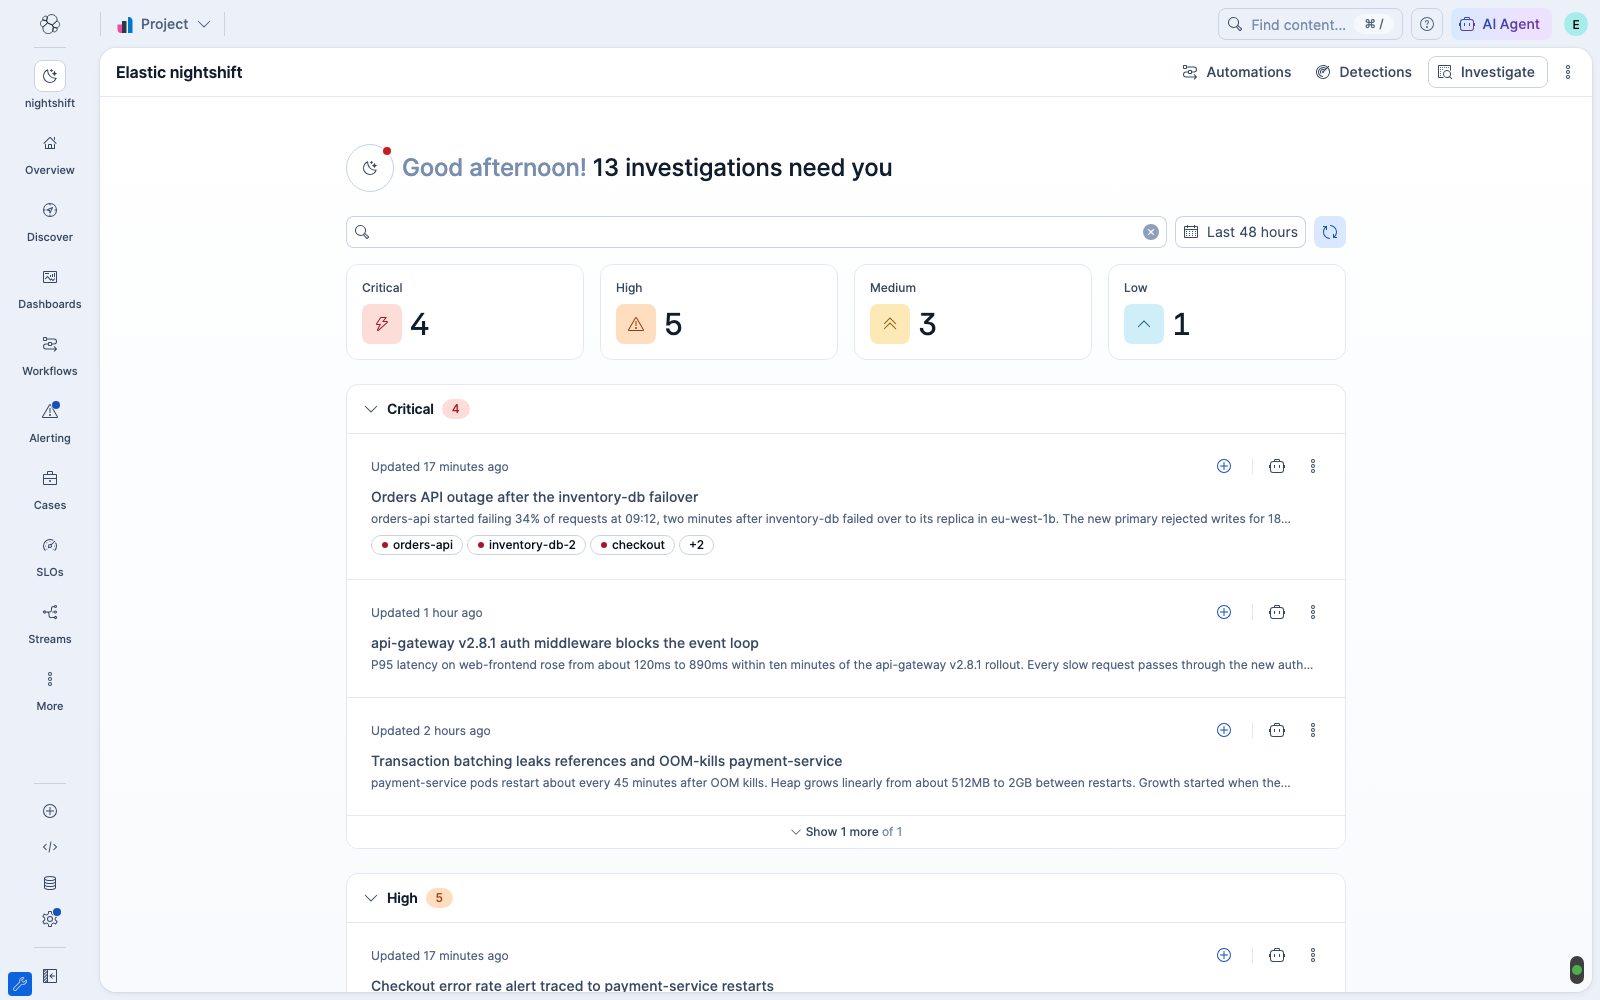 Project
Find content...
⌘ /
AI Agent
E
Elastic nightshift
Automations
Detections
Investigate
nightshift
Overview
Discover
Dashboards
Workflows
Alerting
Cases
SLOs
Streams
More
Good afternoon! 13 investigations need you
Last 48 hours
Critical
4
High
5
Medium
3
Low
1
Critical 4
Updated 17 minutes ago
Orders API outage after the inventory-db failover
orders-api started failing 34% of requests at 09:12, two minutes after inventory-db failed over to its replica in eu-west-1b. The new primary rejected writes for 18...
orders-api inventory-db-2 checkout +2
Updated 1 hour ago
api-gateway v2.8.1 auth middleware blocks the event loop
P95 latency on web-frontend rose from about 120ms to 890ms within ten minutes of the api-gateway v2.8.1 rollout. Every slow request passes through the new auth...
Updated 2 hours ago
Transaction batching leaks references and OOM-kills payment-service
payment-service pods restart about every 45 minutes after OOM kills. Heap grows linearly from about 512MB to 2GB between restarts. Growth started when the...
Show 1 more of 1
High 5
Updated 17 minutes ago
Checkout error rate alert traced to payment-service restarts